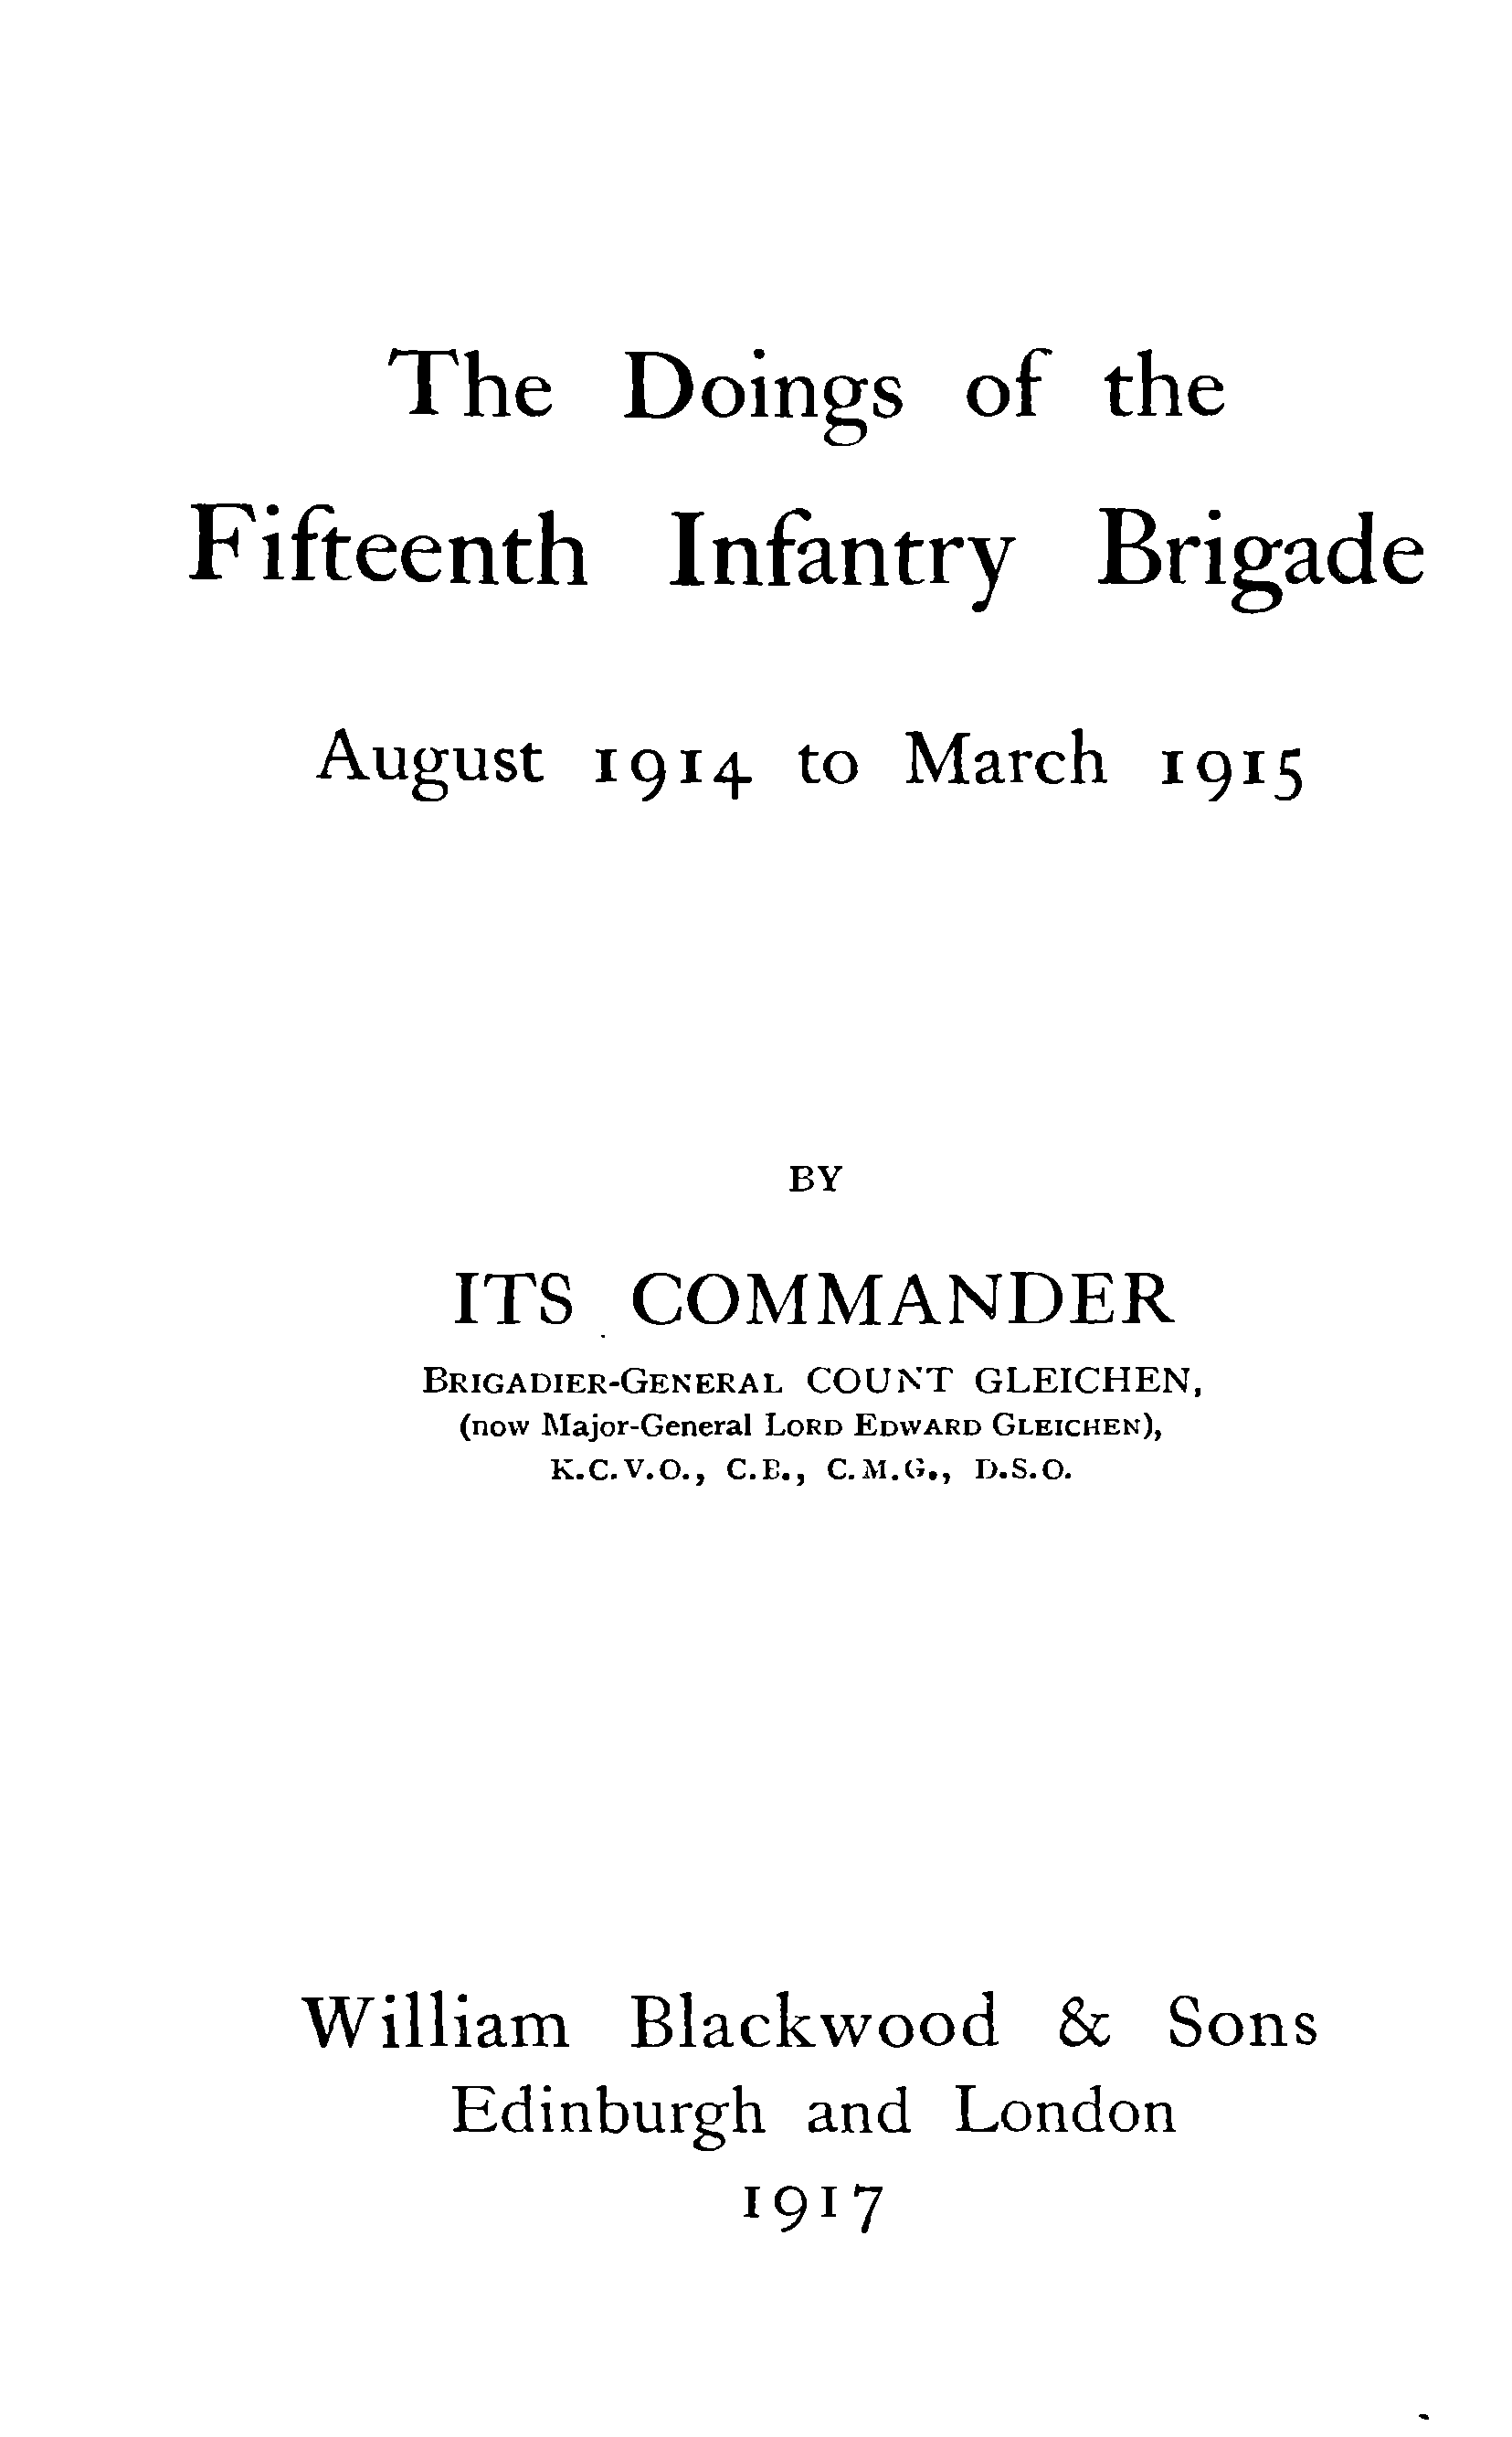 The Doings of the
Fifteenth Infantry Brigade
August 1914 to March 1915
BY
ITS COMMANDER
BRIGADIER-GENERAL COUNT GLEICHEN,
(now Major-General LORD EDWARD GLEICHEN),
K.C.V.O., C.B., C.M.G., D.S.O.
William Blackwood & Sons
Edinburgh and London
1917